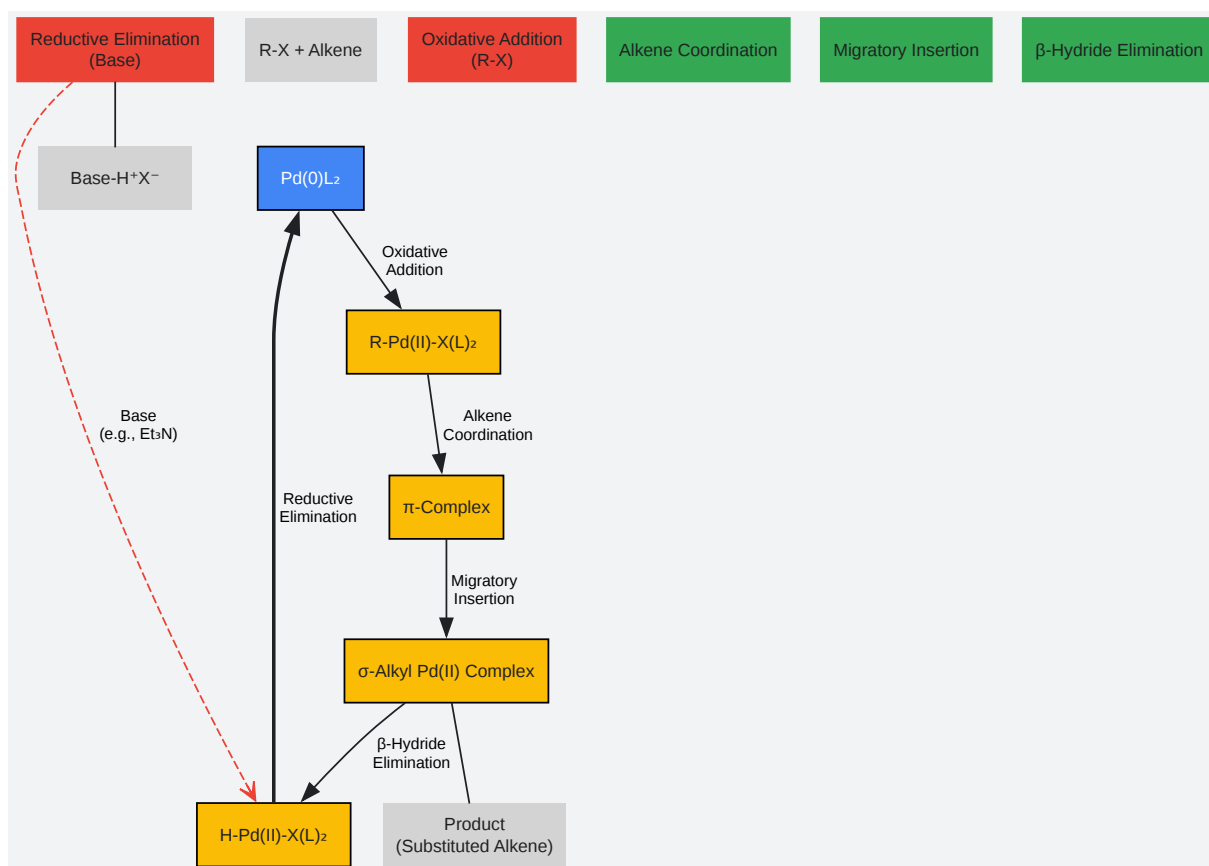 Reductive Elimination
(Base)
R-X + Alkene
Oxidative Addition
(R-X)
Alkene Coordination
Migratory Insertion
β-Hydride Elimination
Base-H⁺X⁻
Pd(0)L₂
Oxidative
Addition
R-Pd(II)-X(L)₂
Base
(e.g., Et₃N)
Alkene
Coordination
Reductive
Elimination
π-Complex
Migratory
Insertion
σ-Alkyl Pd(II) Complex
β-Hydride
Elimination
H-Pd(II)-X(L)₂
Product
(Substituted Alkene)